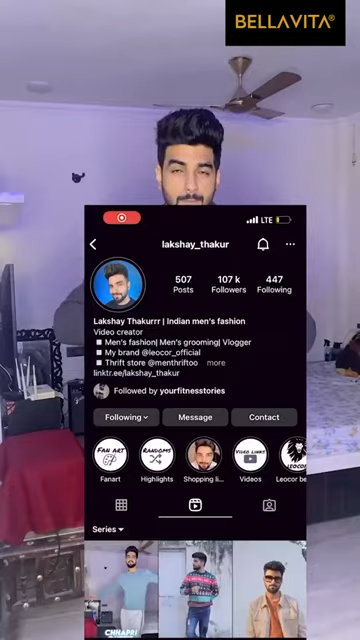 BELLAVITA®
LTE
lakshay_thakur
507
107 k
447
Posts
Followers
Following
Lakshay Thakurrr | Indian men's fashion
Video creator
Men's fashion| Men's grooming| Vlogger
My brand @leocor_official
Thrift store @menthriftoo more
linktr.ee/lakshay_thakur
Followed by yourfitnesstories
Following
Message
Contact
FAN ART
RANDOMS
VIDEO LINKS
LEOCOR
Fanart
Highlights
Shopping li...
Videos
Leocor be
Series
CHHAPRI